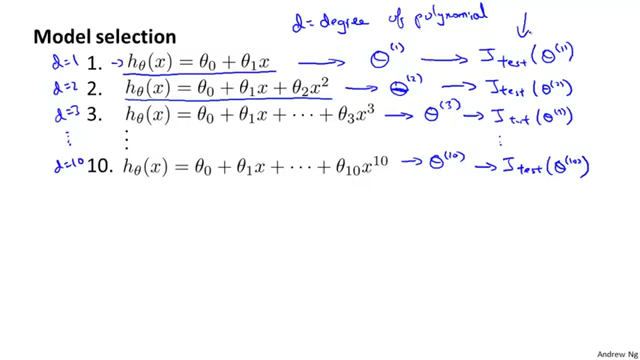 d = degree of polynomial
Model selection
d=1 1. → hθ(x) = θ0 + θ1x → Θ(1) → Jtest(Θ(1))
d=2 2. hθ(x) = θ0 + θ1x + θ2x² → Θ(2) → Jtest(Θ(2))
d=3 3. hθ(x) = θ0 + θ1x + ··· + θ3x³ → Θ(3) → Jtest(Θ(3))
⋮ ⋮ ⋮
d=10 10. hθ(x) = θ0 + θ1x + ··· + θ10x¹⁰ → Θ(10) → Jtest(Θ(10))
Andrew Ng